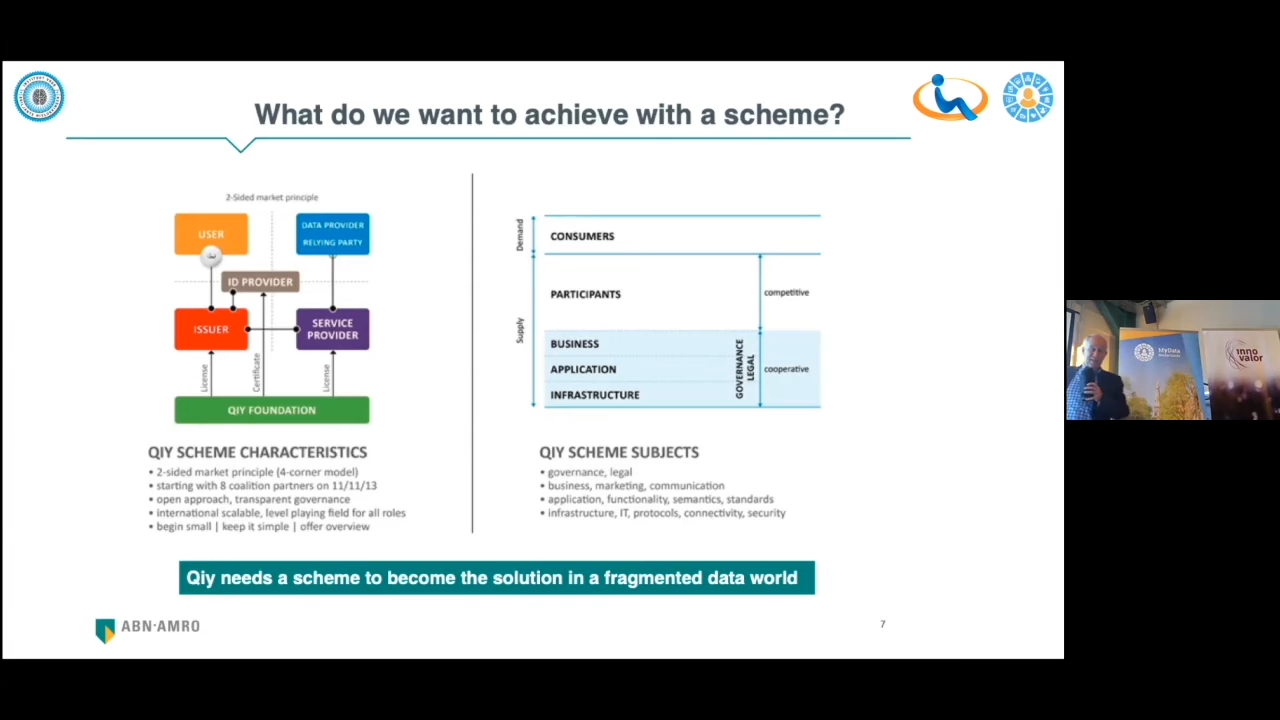 What do we want to achieve with a scheme?
2-Sided market principle
USER
DATA PROVIDER
RELYING PARTY
ID PROVIDER
ISSUER
SERVICE
PROVIDER
License
Certificate
License
QIY FOUNDATION
QIY SCHEME CHARACTERISTICS
• 2-sided market principle (4-corner model)
• starting with 8 coalition partners on 11/11/13
• open approach, transparent governance
• international scalable, level playing field for all roles
• begin small | keep it simple | offer overview
Demand
Supply
CONSUMERS
PARTICIPANTS
competitive
BUSINESS
APPLICATION
INFRASTRUCTURE
GOVERNANCE
LEGAL
cooperative
QIY SCHEME SUBJECTS
• governance, legal
• business, marketing, communication
• application, functionality, semantics, standards
• infrastructure, IT, protocols, connectivity, security
Qiy needs a scheme to become the solution in a fragmented data world
ABN·AMRO
7
MyData
inno
valor